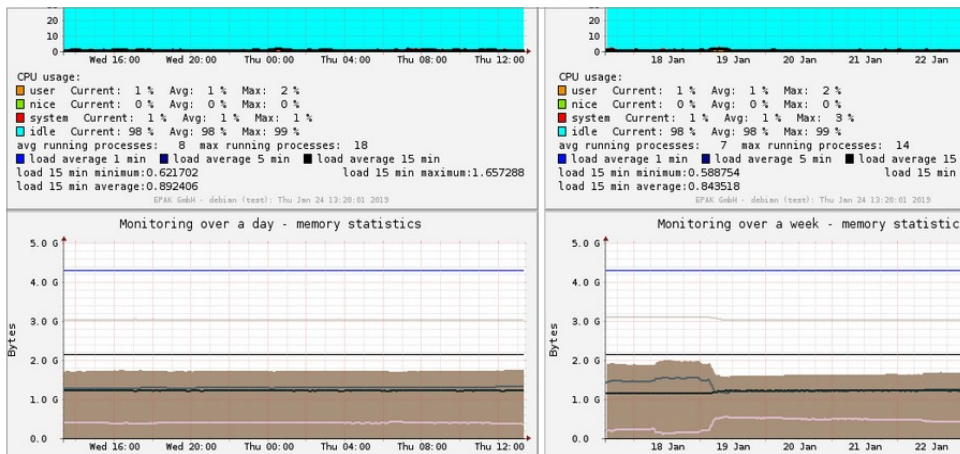 20
10
0
Wed 16:00 Wed 20:00 Thu 00:00 Thu 04:00 Thu 08:00 Thu 12:00
CPU usage:
user Current: 1 % Avg: 1 % Max: 2 %
nice Current: 0 % Avg: 0 % Max: 0 %
system Current: 1 % Avg: 1 % Max: 1 %
idle Current: 98 % Avg: 98 % Max: 99 %
avg running processes: 8 max running processes: 18
load average 1 min load average 5 min load average 15 min
load 15 min minimum:0.621702 load 15 min maximum:1.657288
load 15 min average:0.892406
EPAK GmbH - debian (test): Thu Jan 24 13:20:01 2019
20
10
0
18 Jan 19 Jan 20 Jan 21 Jan 22 Jan
CPU usage:
user Current: 1 % Avg: 1 % Max: 2 %
nice Current: 0 % Avg: 0 % Max: 0 %
system Current: 1 % Avg: 1 % Max: 3 %
idle Current: 98 % Avg: 98 % Max: 99 %
avg running processes: 7 max running processes: 14
load average 1 min load average 5 min load average 15
load 15 min minimum:0.588754 load 15 min
load 15 min average:0.843518
EPAK GmbH - debian (test): Thu Jan 24 13:20:01 2019
Monitoring over a day - memory statistics
5.0 G
4.0 G
3.0 G
2.0 G
1.0 G
0.0
Bytes
Wed 16:00 Wed 20:00 Thu 00:00 Thu 04:00 Thu 08:00 Thu 12:00
Monitoring over a week - memory statistic
5.0 G
4.0 G
3.0 G
2.0 G
1.0 G
0.0
Bytes
18 Jan 19 Jan 20 Jan 21 Jan 22 Jan